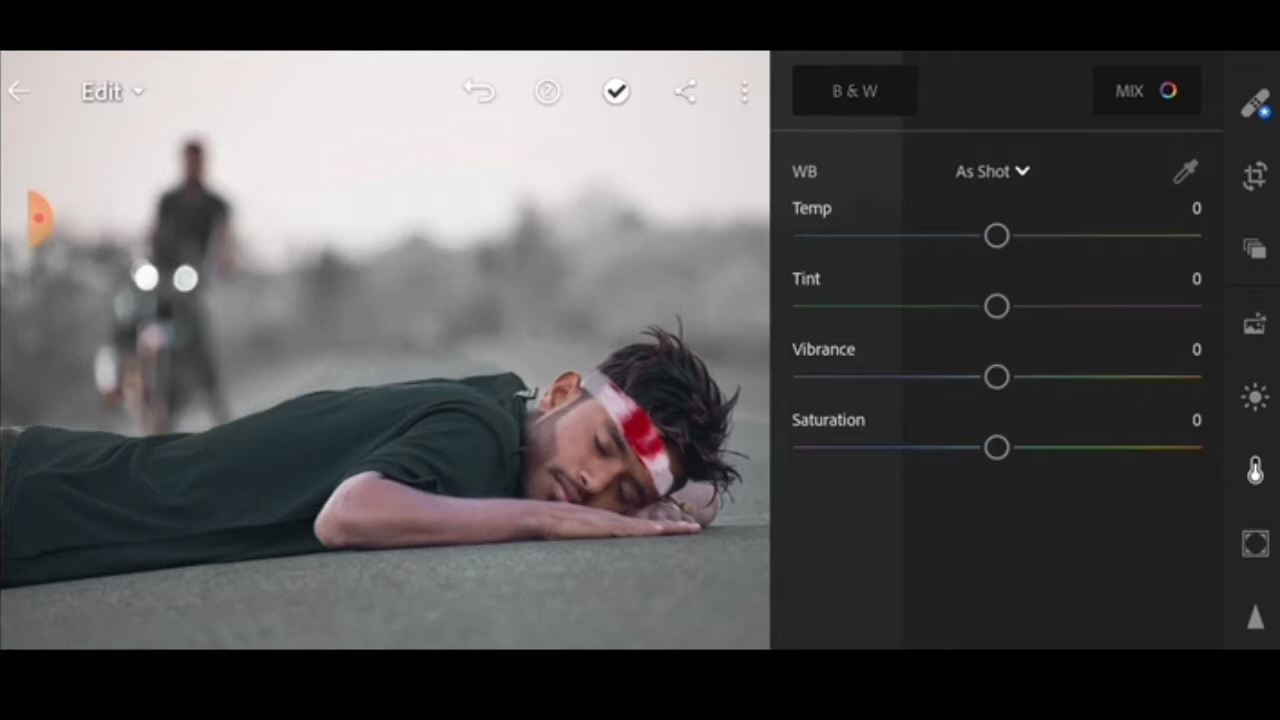 Edit
B & W
MIX
WB
As Shot
Temp
0
Tint
0
Vibrance
0
Saturation
0